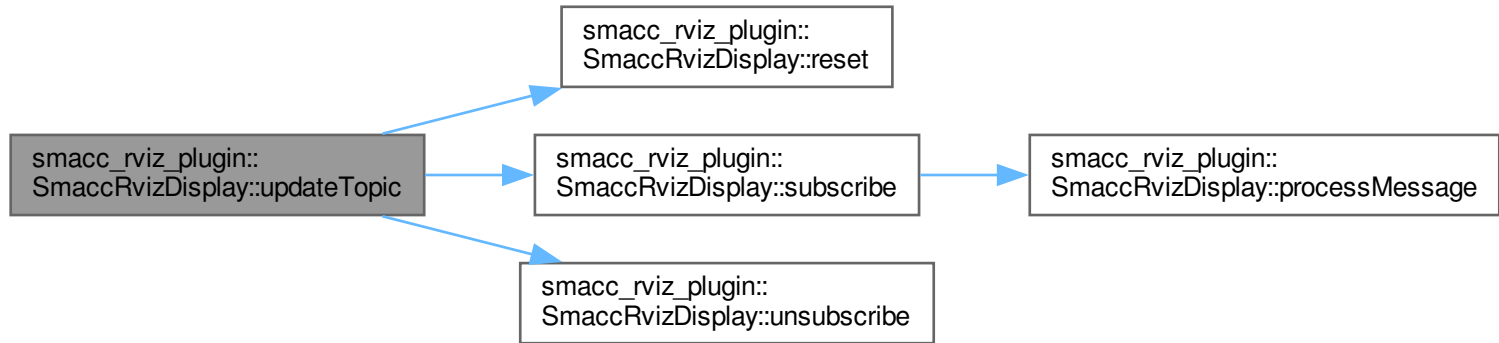 smacc_rviz_plugin::
SmaccRvizDisplay::reset
smacc_rviz_plugin::
SmaccRvizDisplay::updateTopic
smacc_rviz_plugin::
SmaccRvizDisplay::subscribe
smacc_rviz_plugin::
SmaccRvizDisplay::processMessage
smacc_rviz_plugin::
SmaccRvizDisplay::unsubscribe